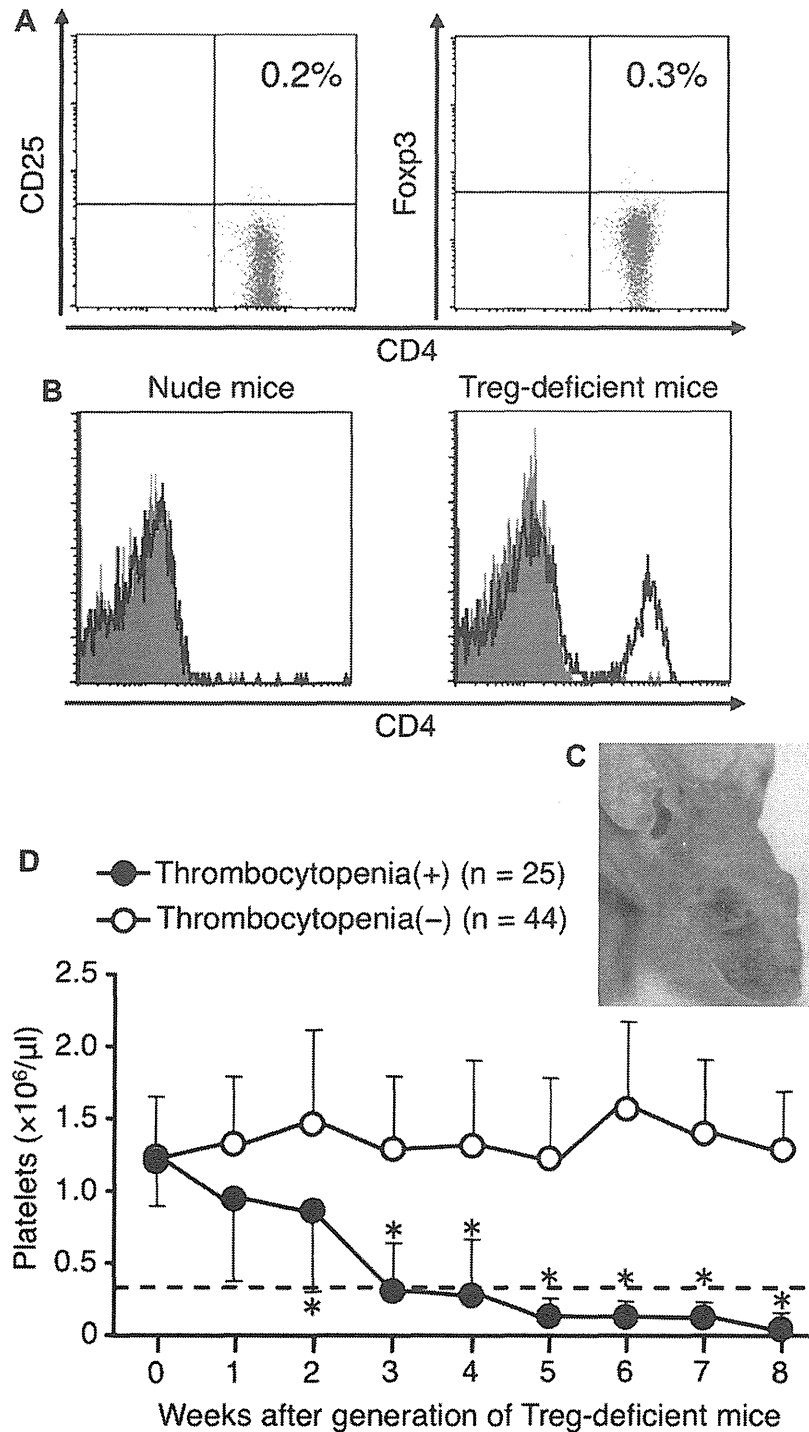 A
CD25
0.2%
Foxp3
0.3%
CD4
B
Nude mice
Treg-deficient mice
CD4
C
D
Thrombocytopenia(+) (n = 25)
Thrombocytopenia(−) (n = 44)
Platelets (×10⁶/μl)
2.5
2.0
1.5
1.0
0.5
0
* * * * * * *
0 1 2 3 4 5 6 7 8
Weeks after generation of Treg-deficient mice